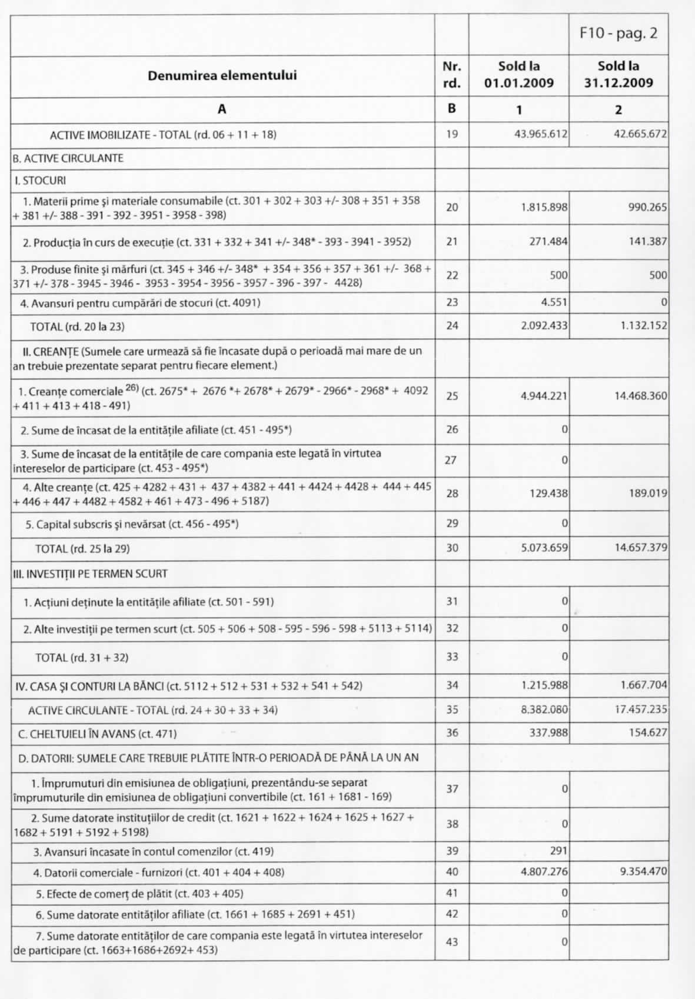 F10 - pag. 2
Denumirea elementului Nr. rd. Sold la 01.01.2009 Sold la 31.12.2009
A B 1 2
ACTIVE IMOBILIZATE - TOTAL (rd. 06 + 11 + 18) 19 43.965.612 42.665.672
B. ACTIVE CIRCULANTE
I. STOCURI
1. Materii prime şi materiale consumabile (ct. 301 + 302 + 303 +/- 308 + 351 + 358
+ 381 +/- 388 - 391 - 392 - 3951 - 3958 - 398) 20 1.815.898 990.265
2. Producţia în curs de execuţie (ct. 331 + 332 + 341 +/- 348* - 393 - 3941 - 3952) 21 271.484 141.387
3. Produse finite şi mărfuri (ct. 345 + 346 +/- 348* + 354 + 356 + 357 + 361 +/- 368 +
371 +/- 378 - 3945 - 3946 - 3953 - 3954 - 3956 - 3957 - 396 - 397 - 4428) 22 500 500
4. Avansuri pentru cumpărări de stocuri (ct. 4091) 23 4.551 0
TOTAL (rd. 20 la 23) 24 2.092.433 1.132.152
II. CREANŢE (Sumele care urmează să fie încasate după o perioadă mai mare de un
an trebuie prezentate separat pentru fiecare element.)
1. Creanţe comerciale 26) (ct. 2675* + 2676 *+ 2678* + 2679* - 2966* - 2968* + 4092
+ 411 + 413 + 418 - 491) 25 4.944.221 14.468.360
2. Sume de încasat de la entităţile afiliate (ct. 451 - 495*) 26 0
3. Sume de încasat de la entităţile de care compania este legată în virtutea
intereselor de participare (ct. 453 - 495*) 27 0
4. Alte creanţe (ct. 425 + 4282 + 431 + 437 + 4382 + 441 + 4424 + 4428 + 444 + 445
+ 446 + 447 + 4482 + 4582 + 461 + 473 - 496 + 5187) 28 129.438 189.019
5. Capital subscris şi nevărsat (ct. 456 - 495*) 29 0
TOTAL (rd. 25 la 29) 30 5.073.659 14.657.379
III. INVESTIŢII PE TERMEN SCURT
1. Acţiuni deţinute la entităţile afiliate (ct. 501 - 591) 31 0
2. Alte investiţii pe termen scurt (ct. 505 + 506 + 508 - 595 - 596 - 598 + 5113 + 5114) 32 0
TOTAL (rd. 31 + 32) 33 0
IV. CASA ŞI CONTURI LA BĂNCI (ct. 5112 + 512 + 531 + 532 + 541 + 542) 34 1.215.988 1.667.704
ACTIVE CIRCULANTE - TOTAL (rd. 24 + 30 + 33 + 34) 35 8.382.080 17.457.235
C. CHELTUIELI ÎN AVANS (ct. 471) 36 337.988 154.627
D. DATORII: SUMELE CARE TREBUIE PLĂTITE ÎNTR-O PERIOADĂ DE PÂNĂ LA UN AN
1. Împrumuturi din emisiunea de obligaţiuni, prezentându-se separat
împrumuturile din emisiunea de obligaţiuni convertibile (ct. 161 + 1681 - 169) 37 0
2. Sume datorate instituţiilor de credit (ct. 1621 + 1622 + 1624 + 1625 + 1627 +
1682 + 5191 + 5192 + 5198) 38 0
3. Avansuri încasate în contul comenzilor (ct. 419) 39 291
4. Datorii comerciale - furnizori (ct. 401 + 404 + 408) 40 4.807.276 9.354.470
5. Efecte de comerţ de plătit (ct. 403 + 405) 41 0
6. Sume datorate entităţilor afiliate (ct. 1661 + 1685 + 2691 + 451) 42 0
7. Sume datorate entităţilor de care compania este legată în virtutea intereselor
de participare (ct. 1663+1686+2692+ 453) 43 0